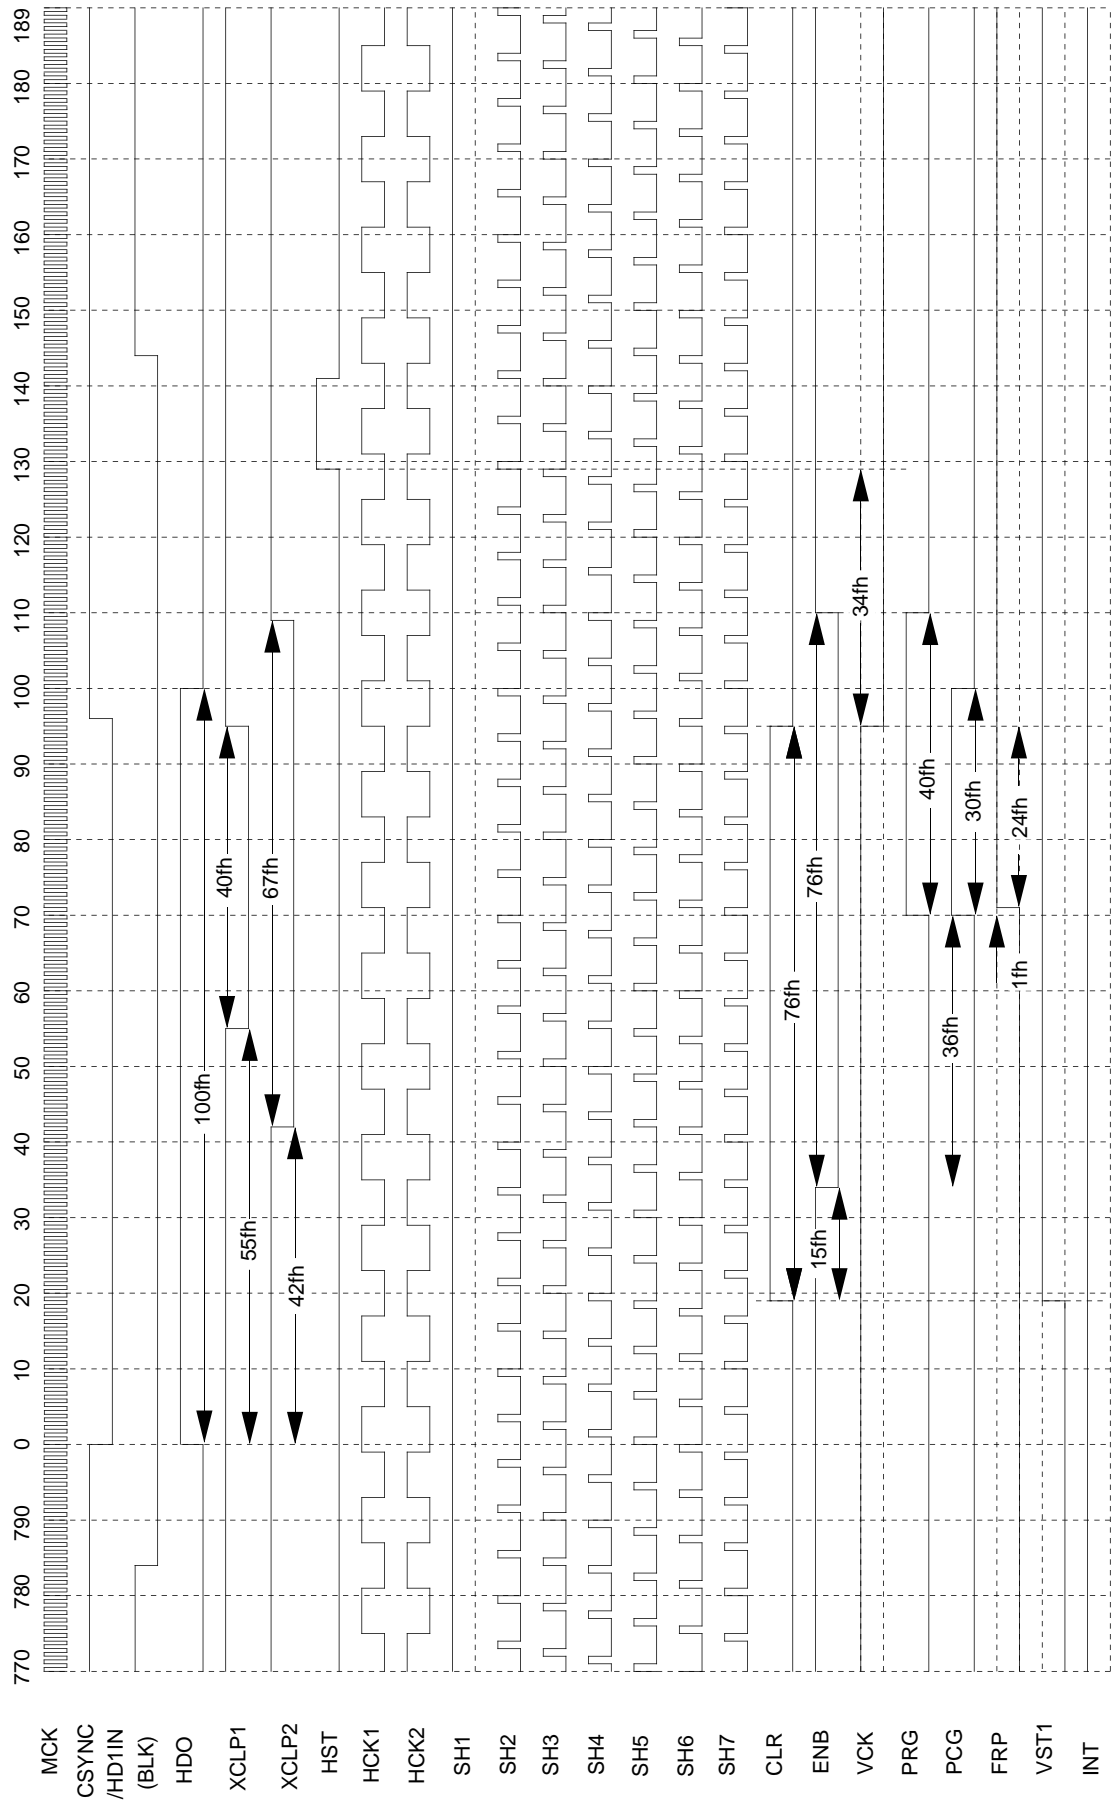 770 780 790 0 10 20 30 40 50 60 70 80 90 100 110 120 130 140 150 160 170 180 189
MCK
CSYNC
/HD1IN
(BLK)
HDO
100fh
XCLP1
55fh
40fh
XCLP2
42fh
67fh
HST
HCK1
HCK2
SH1
SH2
SH3
SH4
SH5
SH6
SH7
CLR
76fh
ENB
15fh
76fh
VCK
34fh
PRG
40fh
PCG
36fh
30fh
FRP
1fh
24fh
VST1
INT